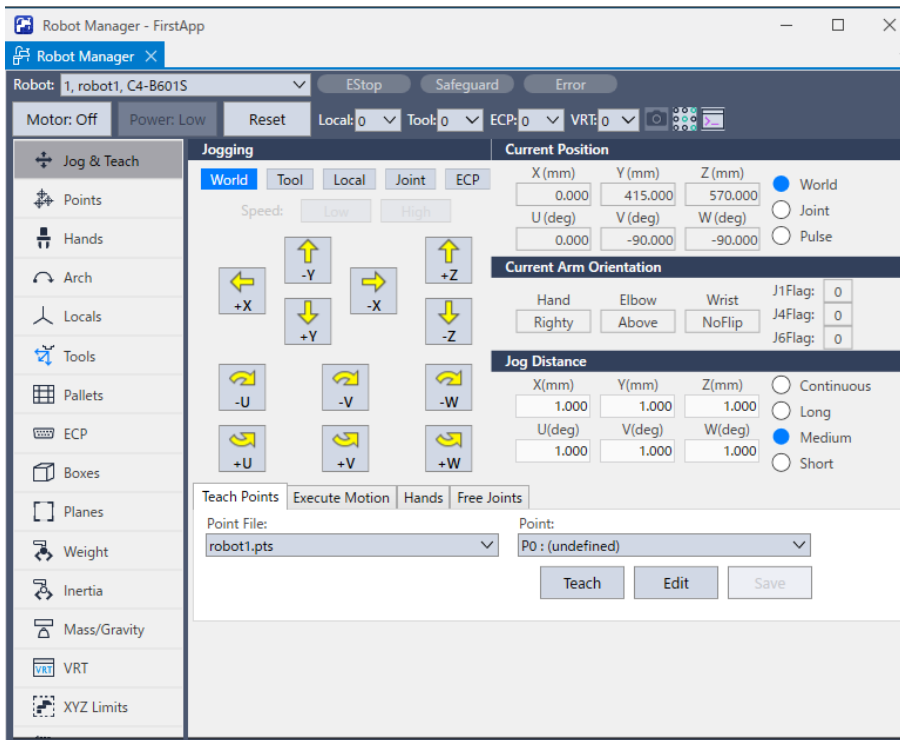 Robot Manager - FirstApp
Robot Manager
Robot: 1, robot1, C4-B601S EStop Safeguard Error
Motor: Off Power: Low Reset Local: 0 Tool: 0 ECP: 0 VRT: 0
Jog & Teach
Points
Hands
Arch
Locals
Tools
Pallets
ECP
Boxes
Planes
Weight
Inertia
Mass/Gravity
VRT VRT
XYZ Limits
Jogging
World Tool Local Joint ECP
Speed: Low High
-Y +Z
+X -X
+Y -Z
-U -V -W
+U +V +W
Current Position
X (mm) Y (mm) Z (mm)
0.000 415.000 570.000
U (deg) V (deg) W (deg)
0.000 -90.000 -90.000
World
Joint
Pulse
Current Arm Orientation
Hand Elbow Wrist
Righty Above NoFlip
J1Flag: 0
J4Flag: 0
J6Flag: 0
Jog Distance
X(mm) Y(mm) Z(mm)
1.000 1.000 1.000
U(deg) V(deg) W(deg)
1.000 1.000 1.000
Continuous
Long
Medium
Short
Teach Points Execute Motion Hands Free Joints
Point File: Point:
robot1.pts P0 : (undefined)
Teach Edit Save